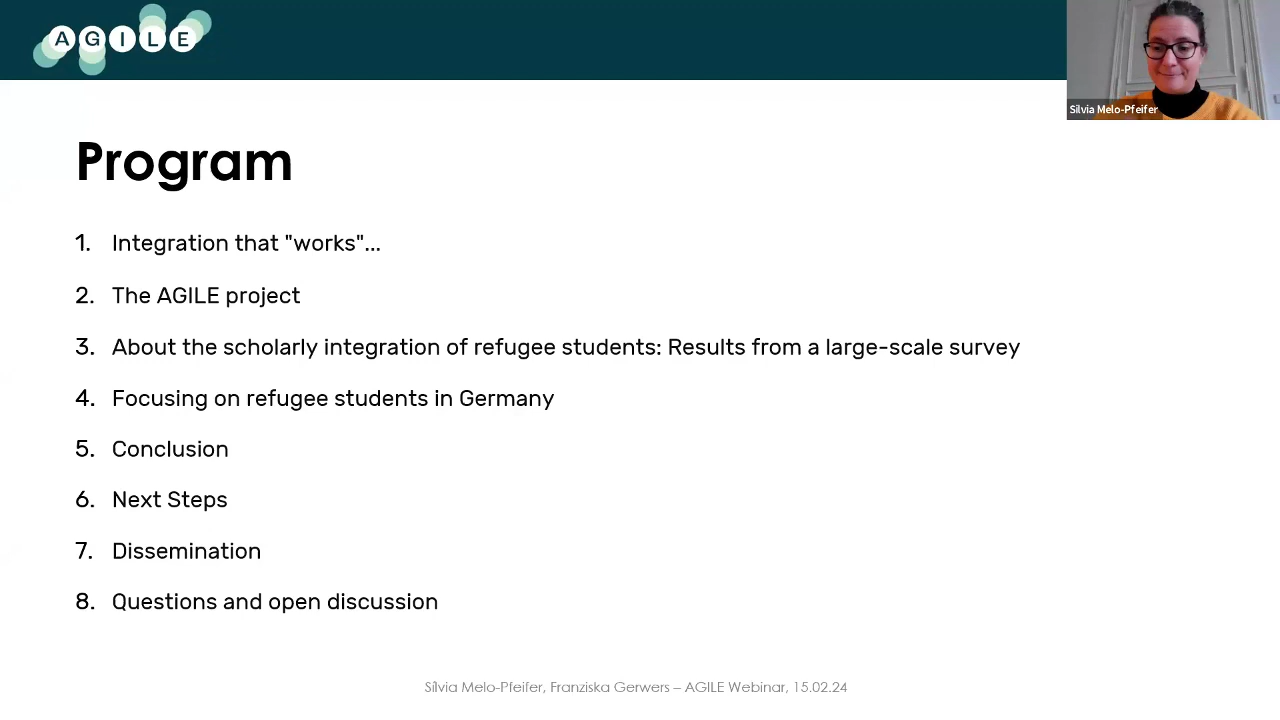 AGILE
Silvia Melo-Pfeifer
Program
1. Integration that "works"...
2. The AGILE project
3. About the scholarly integration of refugee students: Results from a large-scale survey
4. Focusing on refugee students in Germany
5. Conclusion
6. Next Steps
7. Dissemination
8. Questions and open discussion
Sílvia Melo-Pfeifer, Franziska Gerwers – AGILE Webinar, 15.02.24